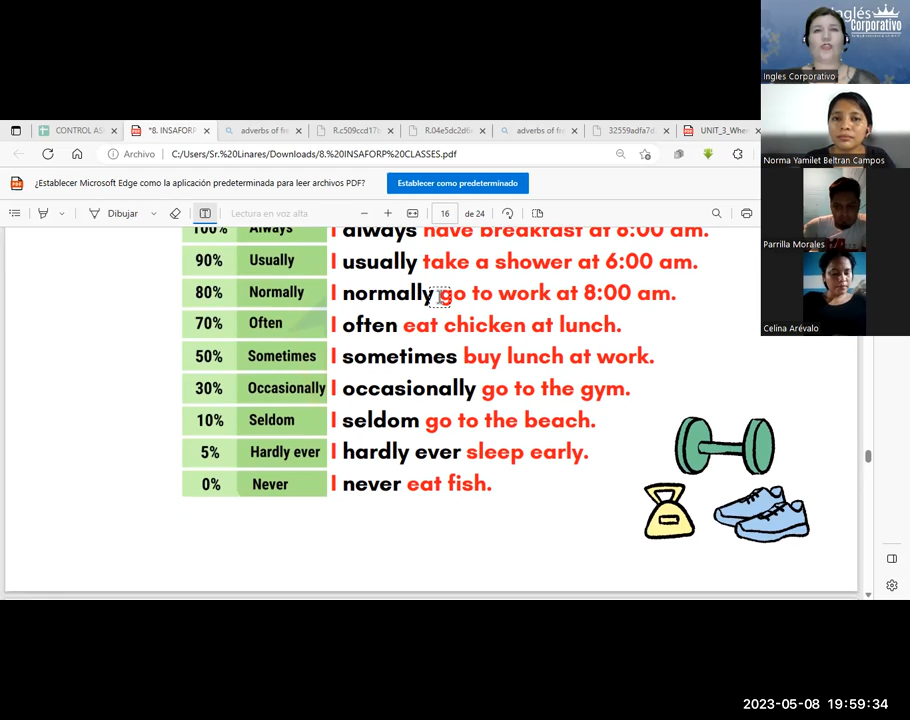 Inglés
Corporativo
Ingles Corporativo
Norma Yamilet Beltran Campos
Parrilla Morales
Celina Arévalo
CONTROL AS
*8. INSAFORP
adverbs of fre
R.c509ccd17b
R.04e5dc2d6
adverbs of fa
32559adfa7d
UNIT_3_Whe
Archivo
C:/Users/Sr.%20Linares/Downloads/8.%20INSAFORP%20CLASSES.pdf
¿Establecer Microsoft Edge como la aplicación predeterminada para leer archivos PDF?
Establecer como predeterminado
Dibujar
Lectura en voz alta
16 de 24
100% Always I always have breakfast at 8:00 am.
90% Usually I usually take a shower at 6:00 am.
80% Normally I normally go to work at 8:00 am.
70% Often I often eat chicken at lunch.
50% Sometimes I sometimes buy lunch at work.
30% Occasionally I occasionally go to the gym.
10% Seldom I seldom go to the beach.
5% Hardly ever I hardly ever sleep early.
0% Never I never eat fish.
2023-05-08 19:59:34